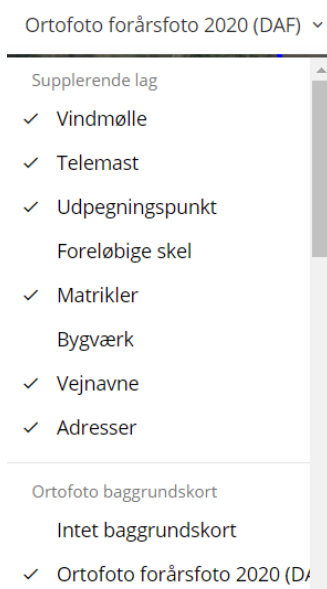 Ortofoto forårsfoto 2020 (DAF)
Supplerende lag
Vindmølle
Telemast
Udpegningspunkt
Foreløbige skel
Matrikler
Bygværk
Vejnavne
Adresser
Ortofoto baggrundskort
Intet baggrundskort
Ortofoto forårsfoto 2020 (DA